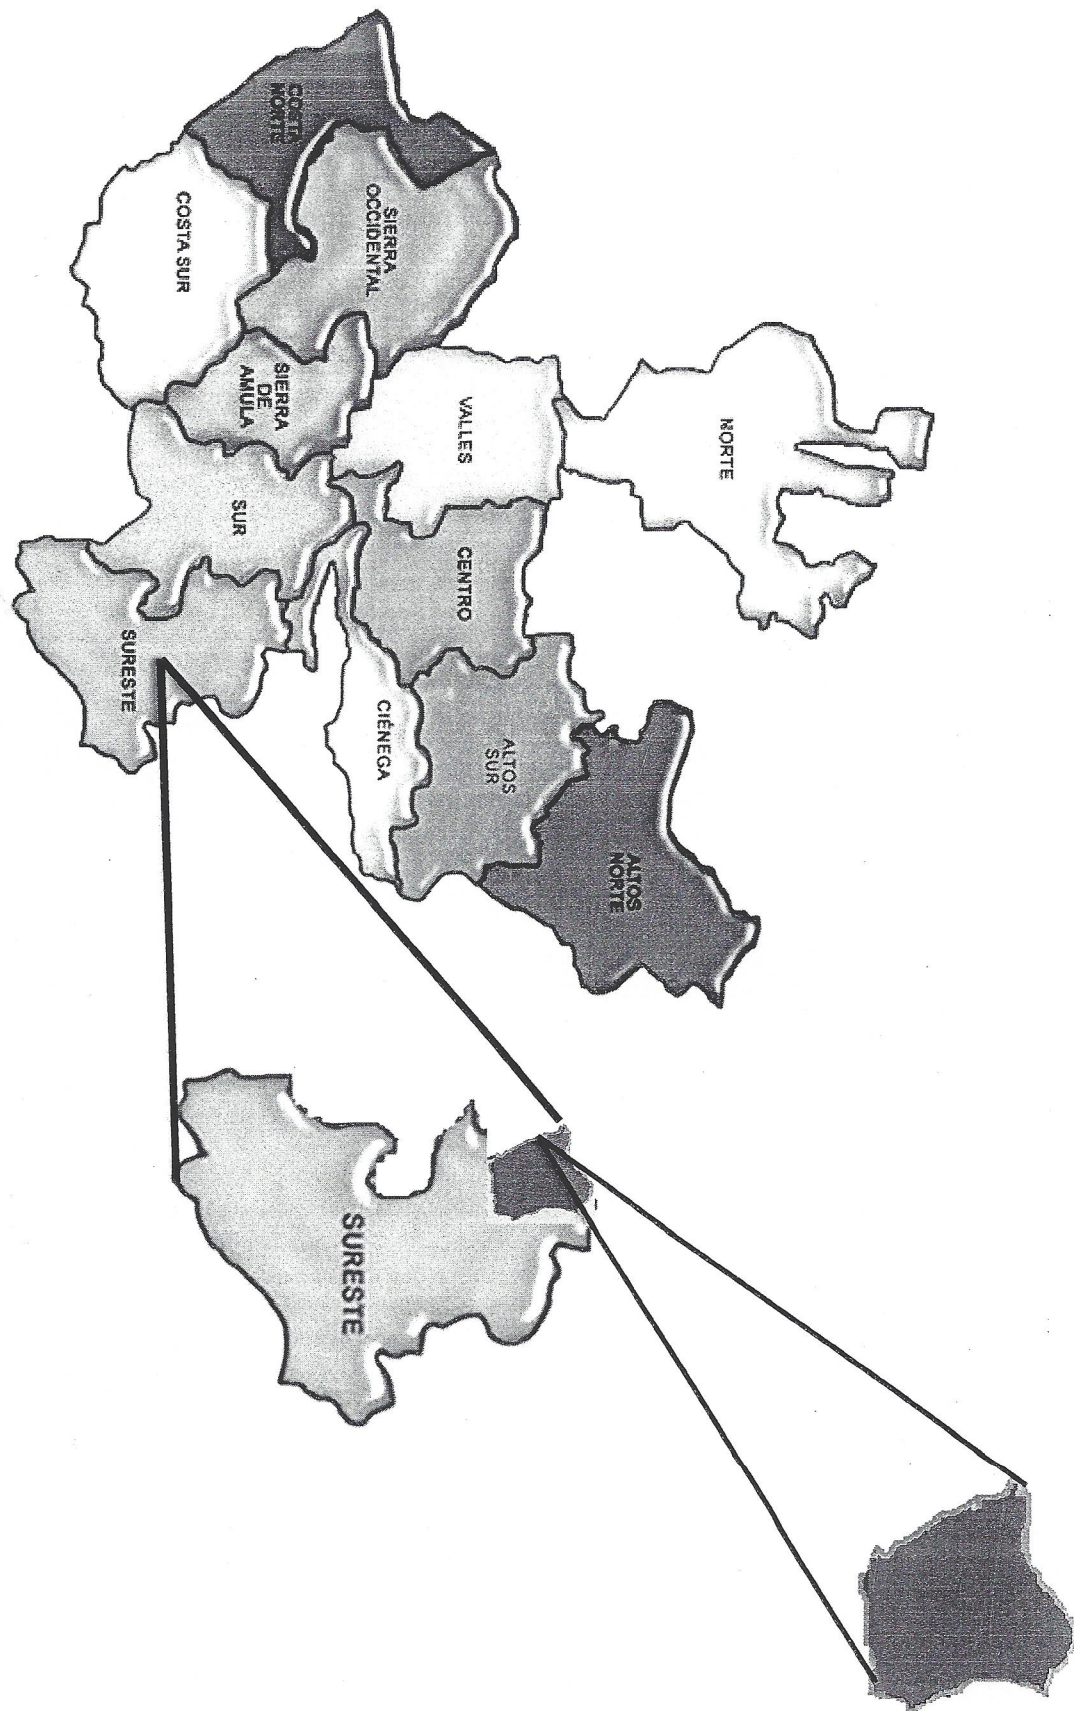 NORTE
COSTA
NORTE
SIERRA
OCCIDENTAL
COSTA SUR
VALLES
SIERRA
DE
AMULA
CENTRO
SUR
ALTOS
NORTE
ALTOS
SUR
CIÉNEGA
SURESTE
SURESTE